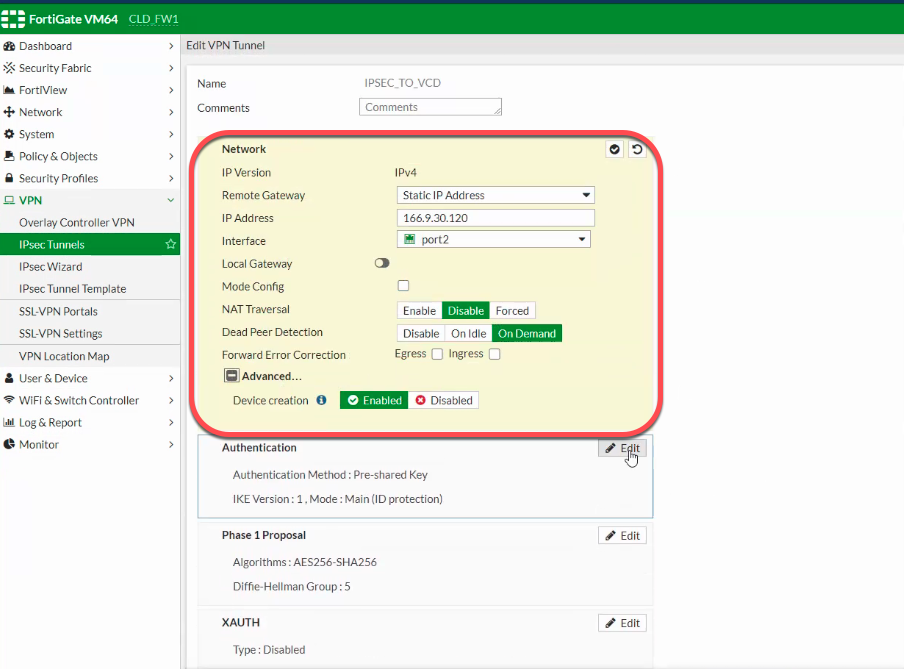 FortiGate VM64 CLD_FW1
Dashboard
Security Fabric
FortiView
Network
System
Policy & Objects
Security Profiles
VPN
Overlay Controller VPN
IPsec Tunnels
IPsec Wizard
IPsec Tunnel Template
SSL-VPN Portals
SSL-VPN Settings
VPN Location Map
User & Device
WiFi & Switch Controller
Log & Report
Monitor
Edit VPN Tunnel
Name IPSEC_TO_VCD
Comments Comments
Network
IP Version IPv4
Remote Gateway Static IP Address
IP Address 166.9.30.120
Interface port2
Local Gateway
Mode Config
NAT Traversal Enable Disable Forced
Dead Peer Detection Disable On Idle On Demand
Forward Error Correction Egress Ingress
Advanced...
Device creation Enabled Disabled
Authentication Edit
Authentication Method : Pre-shared Key
IKE Version : 1 , Mode : Main (ID protection)
Phase 1 Proposal Edit
Algorithms : AES256-SHA256
Diffie-Hellman Group : 5
XAUTH Edit
Type : Disabled